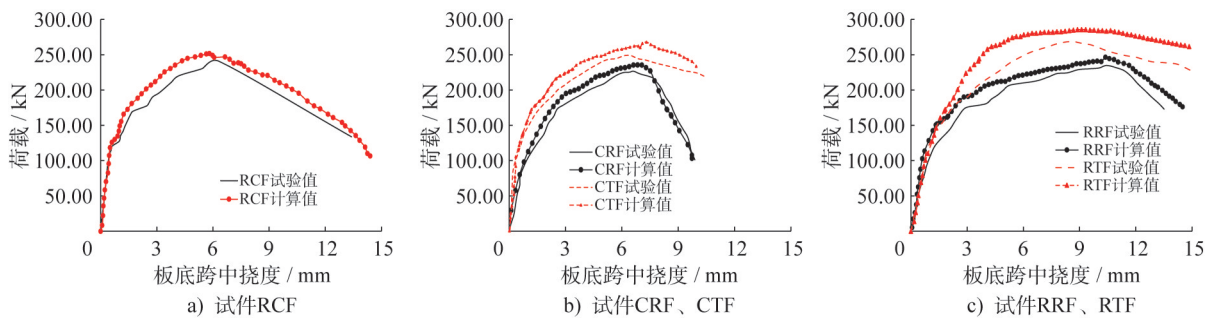 300.00
250.00
200.00
150.00
100.00
50.00
0
荷载 / kN
3
6
9
12
15
板底跨中挠度 / mm
RCF试验值
RCF计算值
a) 试件RCF
300.00
250.00
200.00
150.00
100.00
50.00
0
荷载 / kN
3
6
9
12
15
板底跨中挠度 / mm
CRF试验值
CRF计算值
CTF试验值
CTF计算值
b) 试件CRF、CTF
300.00
250.00
200.00
150.00
100.00
50.00
0
荷载 / kN
3
6
9
12
15
板底跨中挠度 / mm
RRF试验值
RRF计算值
RTF试验值
RTF计算值
c) 试件RRF、RTF